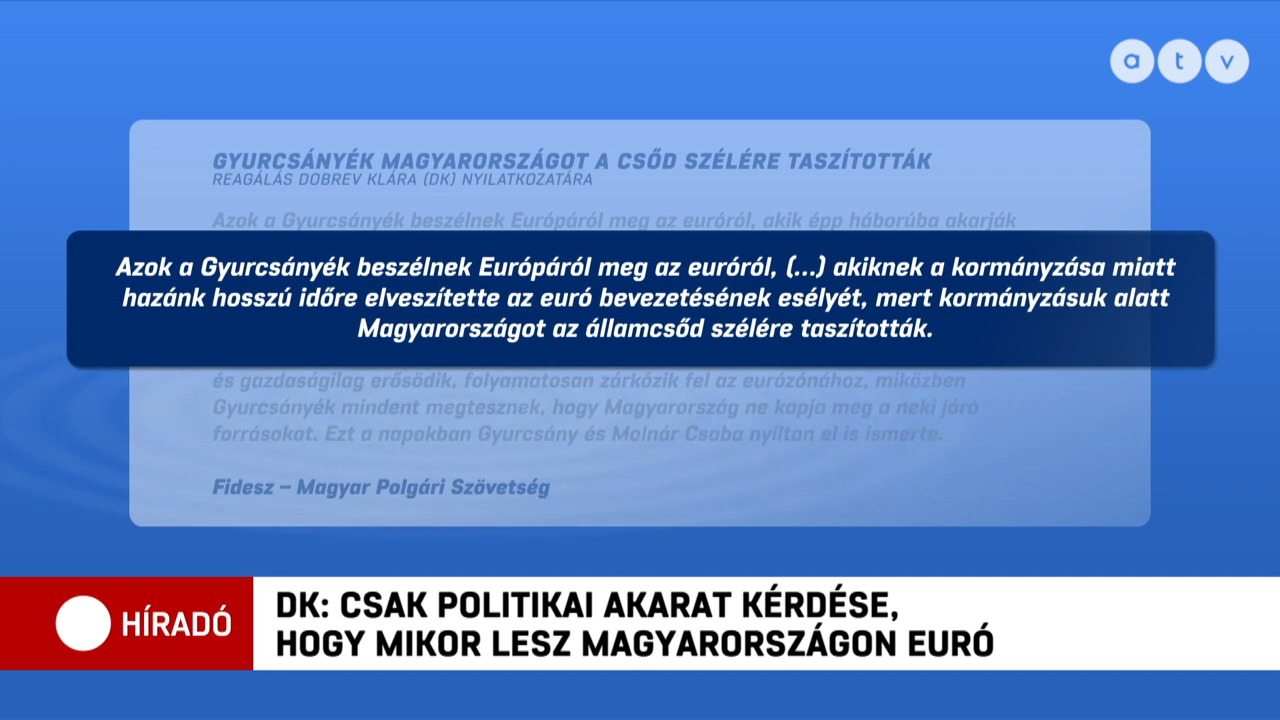 atv
GYURCSÁNYÉK MAGYARORSZÁGOT A CSŐD SZÉLÉRE TASZÍTOTTÁK
REAGÁLÁS DOBREV KLÁRA (DK) NYILATKOZATÁRA
Azok a Gyurcsányék beszélnek Európáról meg az euróról, akik épp háborúba akarják
Azok a Gyurcsányék beszélnek Európáról meg az euróról, (...) akiknek a kormányzása miatt
hazánk hosszú időre elveszítette az euró bevezetésének esélyét, mert kormányzásuk alatt
Magyarországot az államcsőd szélére taszították.
és gazdaságilag erősödik, folyamatosan zárkózik fel az eurózónához, miközben
Gyurcsányék mindent megtesznek, hogy Magyarország ne kapja meg a neki járó
forrásokat. Ezt a napokban Gyurcsány és Molnár Csaba nyíltan el is ismerte.
Fidesz – Magyar Polgári Szövetség
HÍRADÓ
DK: CSAK POLITIKAI AKARAT KÉRDÉSE,
HOGY MIKOR LESZ MAGYARORSZÁGON EURÓ